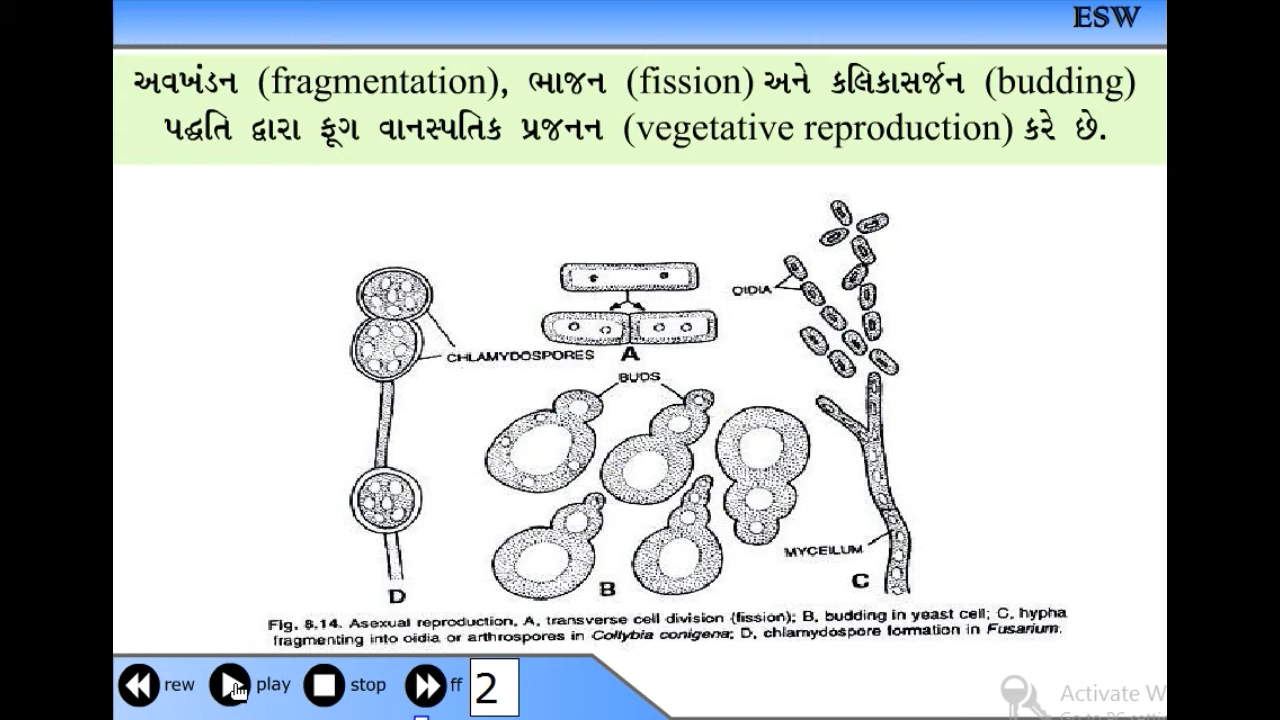 ESW
અવખંડન (fragmentation), ભાજન (fission) અને કલિકાસર્જન (budding)
પદ્ધતિ દ્વારા ફૂગ વાનસ્પતિક પ્રજનન (vegetative reproduction) કરે છે.
OIDIA
CHLAMYDOSPORES
A
BUDS
MYCEILUM
B
C
D
Fig. 8.14. Asexual reproduction, A, transverse cell division (fission); B, budding in yeast cell; C, hypha
fragmenting into oidia or arthrospores in Collybia conigena; D, chlamydospore formation in Fusarium.
rew play stop ff 2
Activate W